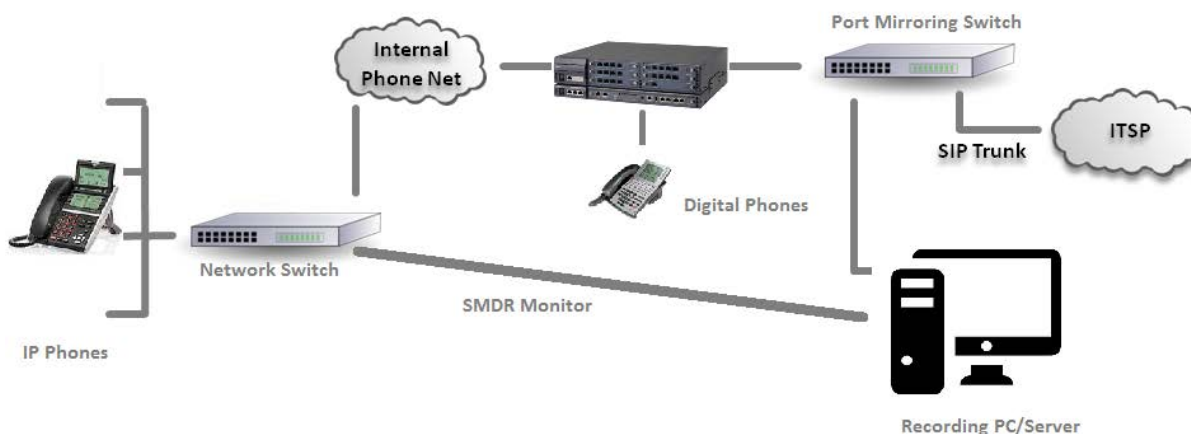 Port Mirroring Switch
Internal
Phone Net
ITSP
SIP Trunk
Digital Phones
Network Switch
SMDR Monitor
IP Phones
Recording PC/Server